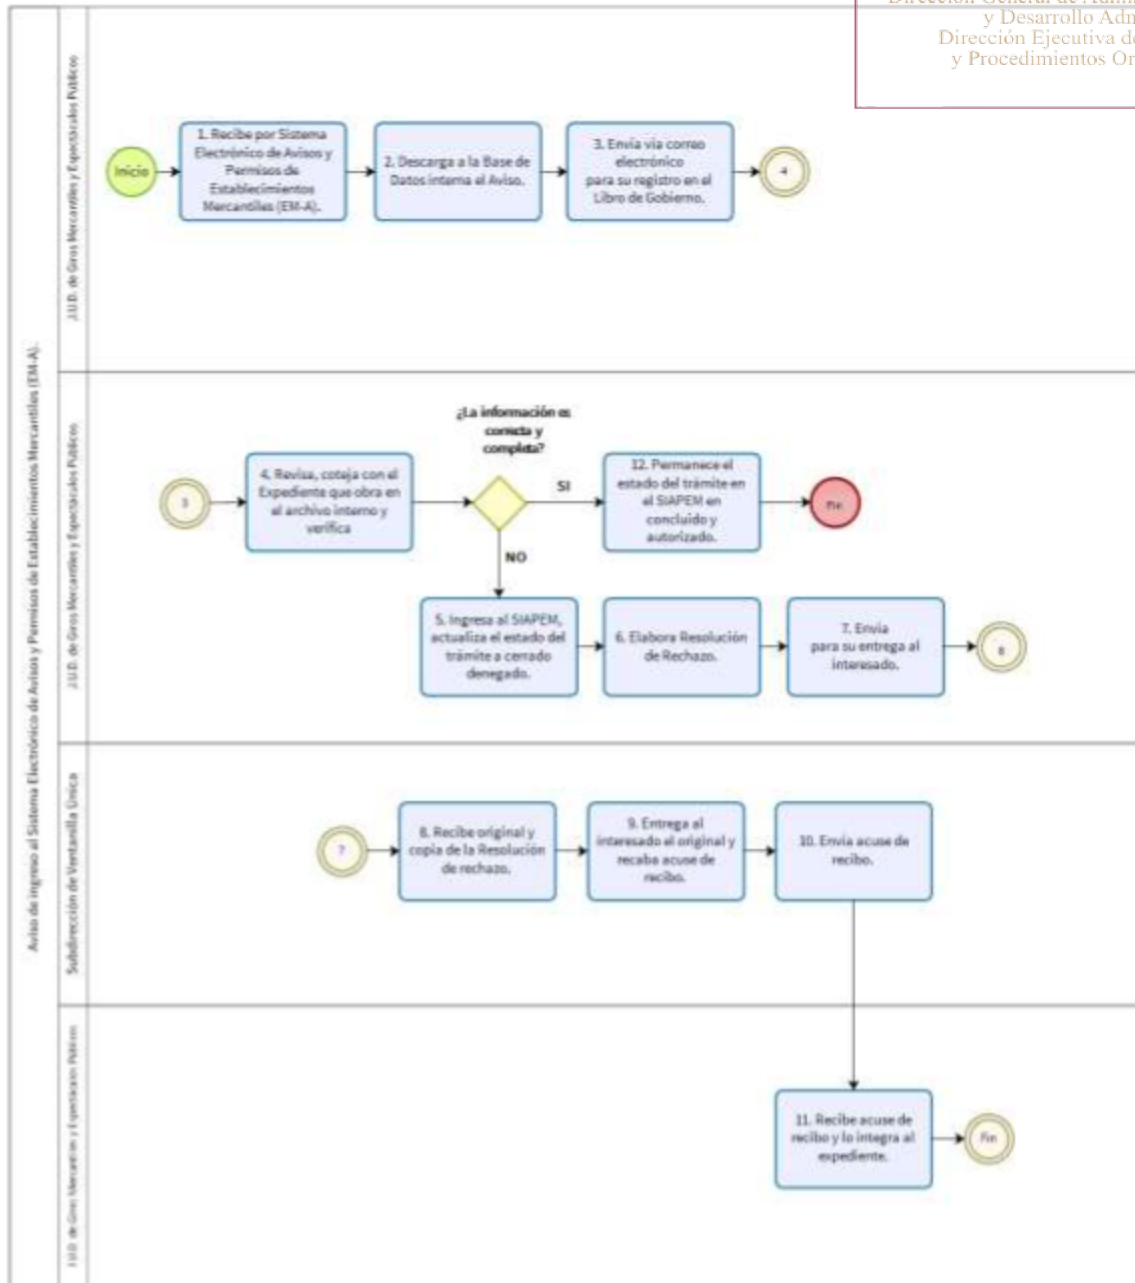 y Desarrollo Adm
Dirección Ejecutiva de
y Procedimientos Or
Aviso de ingreso al Sistema Electrónico de Avisos y Permisos de Establecimientos Mercantiles (EM-A).
J.U.D. de Giros Mercantiles y Espectáculos Públicos
Inicio
1. Recibe por Sistema
Electrónico de Avisos y
Permisos de
Establecimientos
Mercantiles (EM-A).
2. Descarga a la Base de
Datos interna el Aviso.
3. Envía vía correo
electrónico
para su registro en el
Libro de Gobierno.
4
J.U.D. de Giros Mercantiles y Espectáculos Públicos
3
4. Revisa, coteja con el
Expediente que obra en
el archivo interno y
verifica
¿La información es
correcta y
completa?
SI
12. Permanece el
estado del trámite en
el SIAPEM en
concluido y
autorizado.
Fin
NO
5. Ingresa al SIAPEM,
actualiza el estado del
trámite a cerrado
denegado.
6. Elabora Resolución
de Rechazo.
7. Envía
para su entrega al
interesado.
8
Subdirección de Ventanilla Única
7
8. Recibe original y
copia de la Resolución
de rechazo.
9. Entrega al
interesado el original y
recaba acuse de
recibo.
10. Envía acuse de
recibo.
J.U.D. de Giros Mercantiles y Espectáculos Públicos
11. Recibe acuse de
recibo y lo integra al
expediente.
Fin